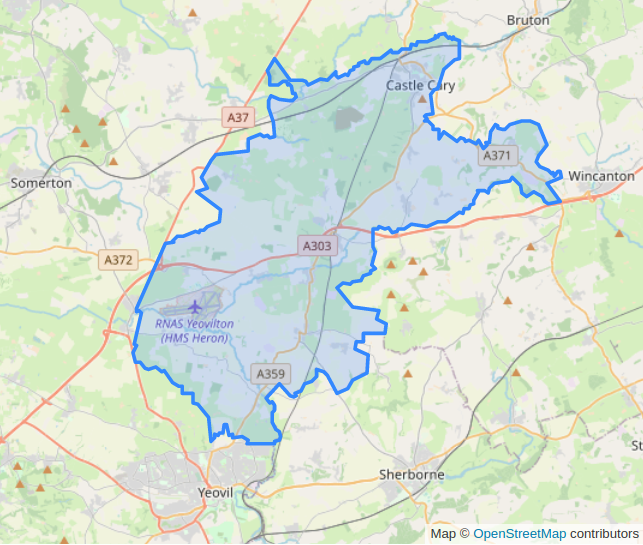 Bruton
Castle Cary
A37
A371
Somerton
Wincanton
A303
A372
RNAS Yeovilton
(HMS Heron)
A359
St
Sherborne
Yeovil
Map © OpenStreetMap contributors